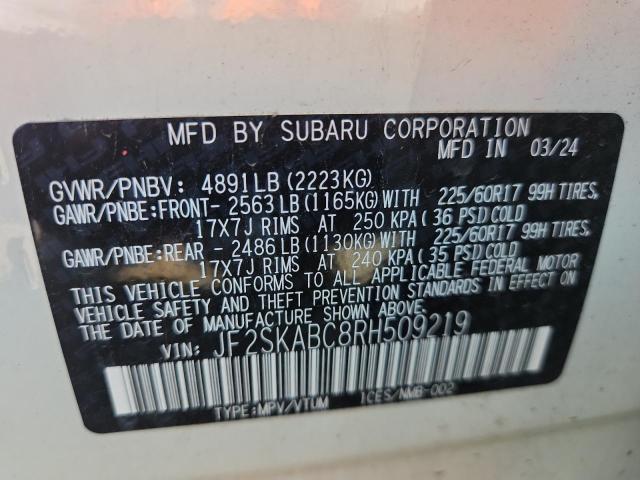 MFD BY SUBARU CORPORATION
MFD IN 03/24
GVWR/PNBV: 4891LB(2223KG)
GAWR/PNBE:FRONT- 2563LB(1165KG)WITH 225/60R17 99H TIRES,
17X7J RIMS AT 250 KPA( 36 PSI)COLD
GAWR/PNBE:REAR - 2486LB(1130KG)WITH 225/60R17 99H TIRES,
17X7J RIMS AT 240 KPA( 35 PSI)COLD
THIS VEHICLE CONFORMS TO ALL APPLICABLE FEDERAL MOTOR
VEHICLE SAFETY AND THEFT PREVENTION STANDARDS IN EFFECT ON
THE DATE OF MANUFACTURE SHOWN ABOVE.
VIN: JF2SKABC8RH509219
TYPE:MPV/VTUM ICES/NMB-002